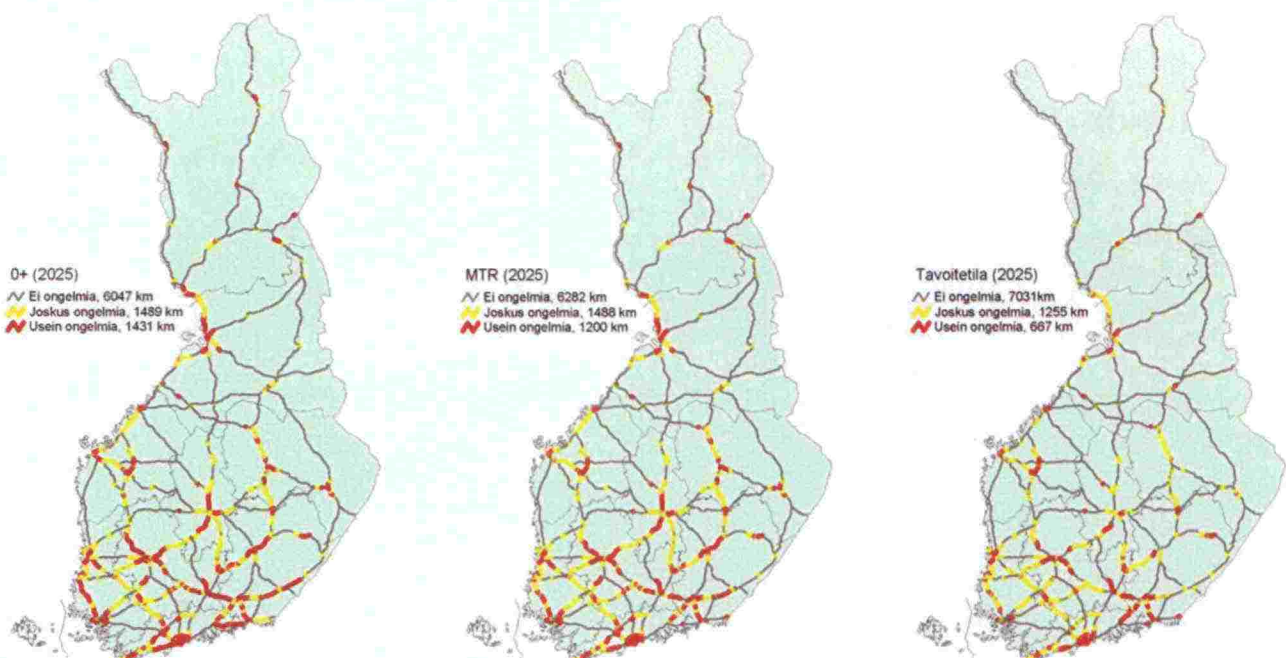 0+ (2025)
Ei ongelmia, 6047 km
Joskus ongelmia, 1489 km
Usein ongelmia, 1431 km
MTR (2025)
Ei ongelmia, 6282 km
Joskus ongelmia, 1488 km
Usein ongelmia, 1200 km
Tavoitetila (2025)
Ei ongelmia, 7031km
Joskus ongelmia, 1255 km
Usein ongelmia, 667 km